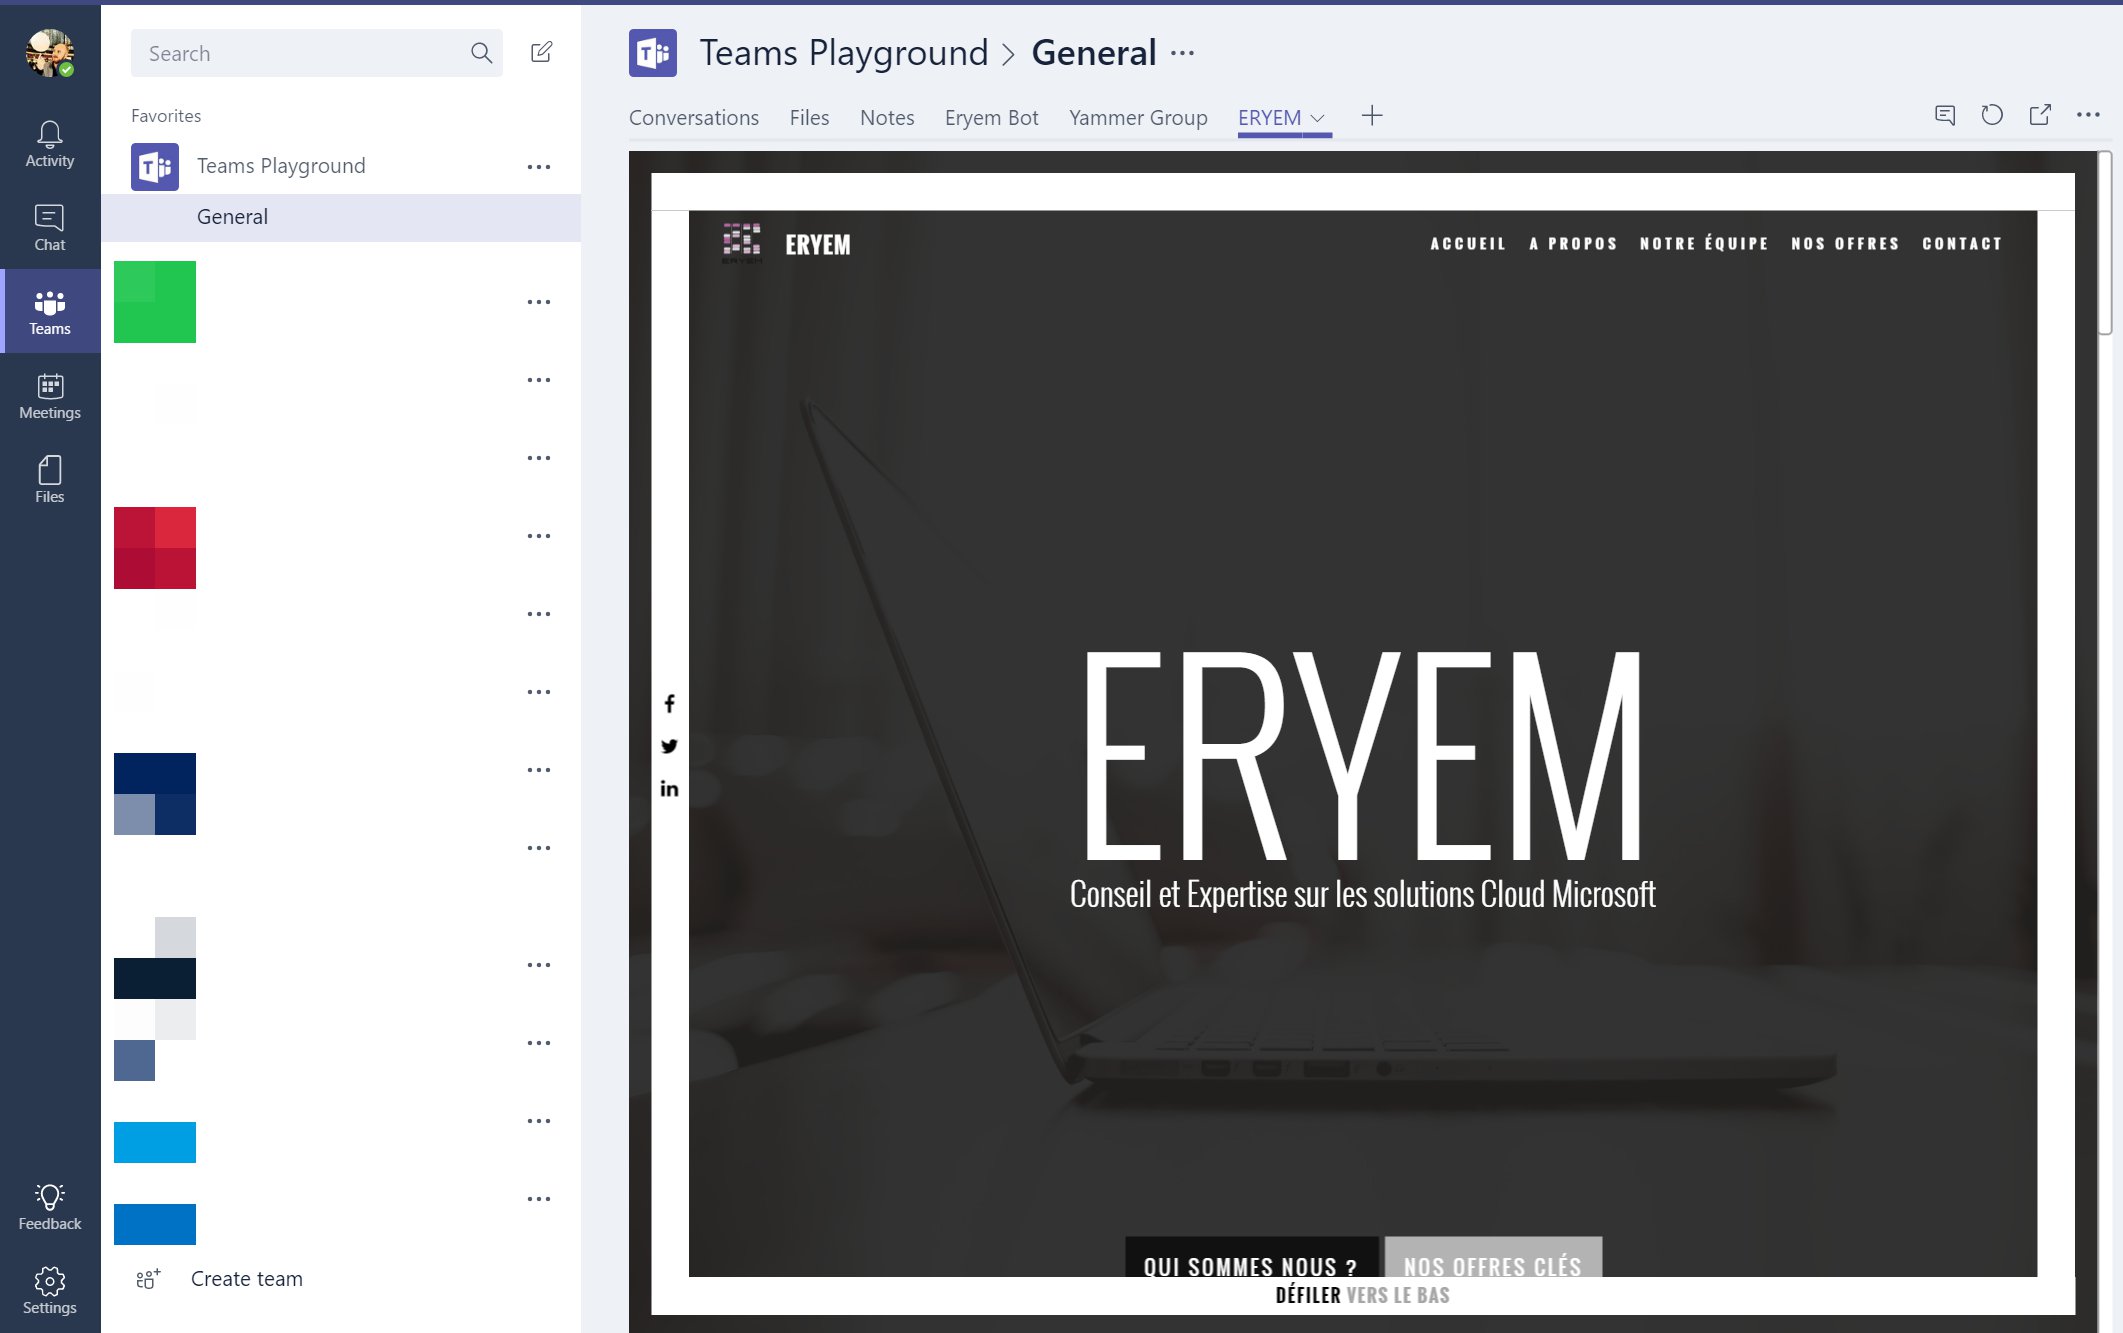 Activity
Chat
Teams
Meetings
Files
Feedback
Settings
Search
Favorites
Teams Playground
General
Create team
Teams Playground > General
Conversations Files Notes Eryem Bot Yammer Group ERYEM
ERYEM
ERYEM
ACCUEIL A PROPOS NOTRE ÉQUIPE NOS OFFRES CONTACT
ERYEM
Conseil et Expertise sur les solutions Cloud Microsoft
QUI SOMMES NOUS ? NOS OFFRES CLÉS
DÉFILER VERS LE BAS